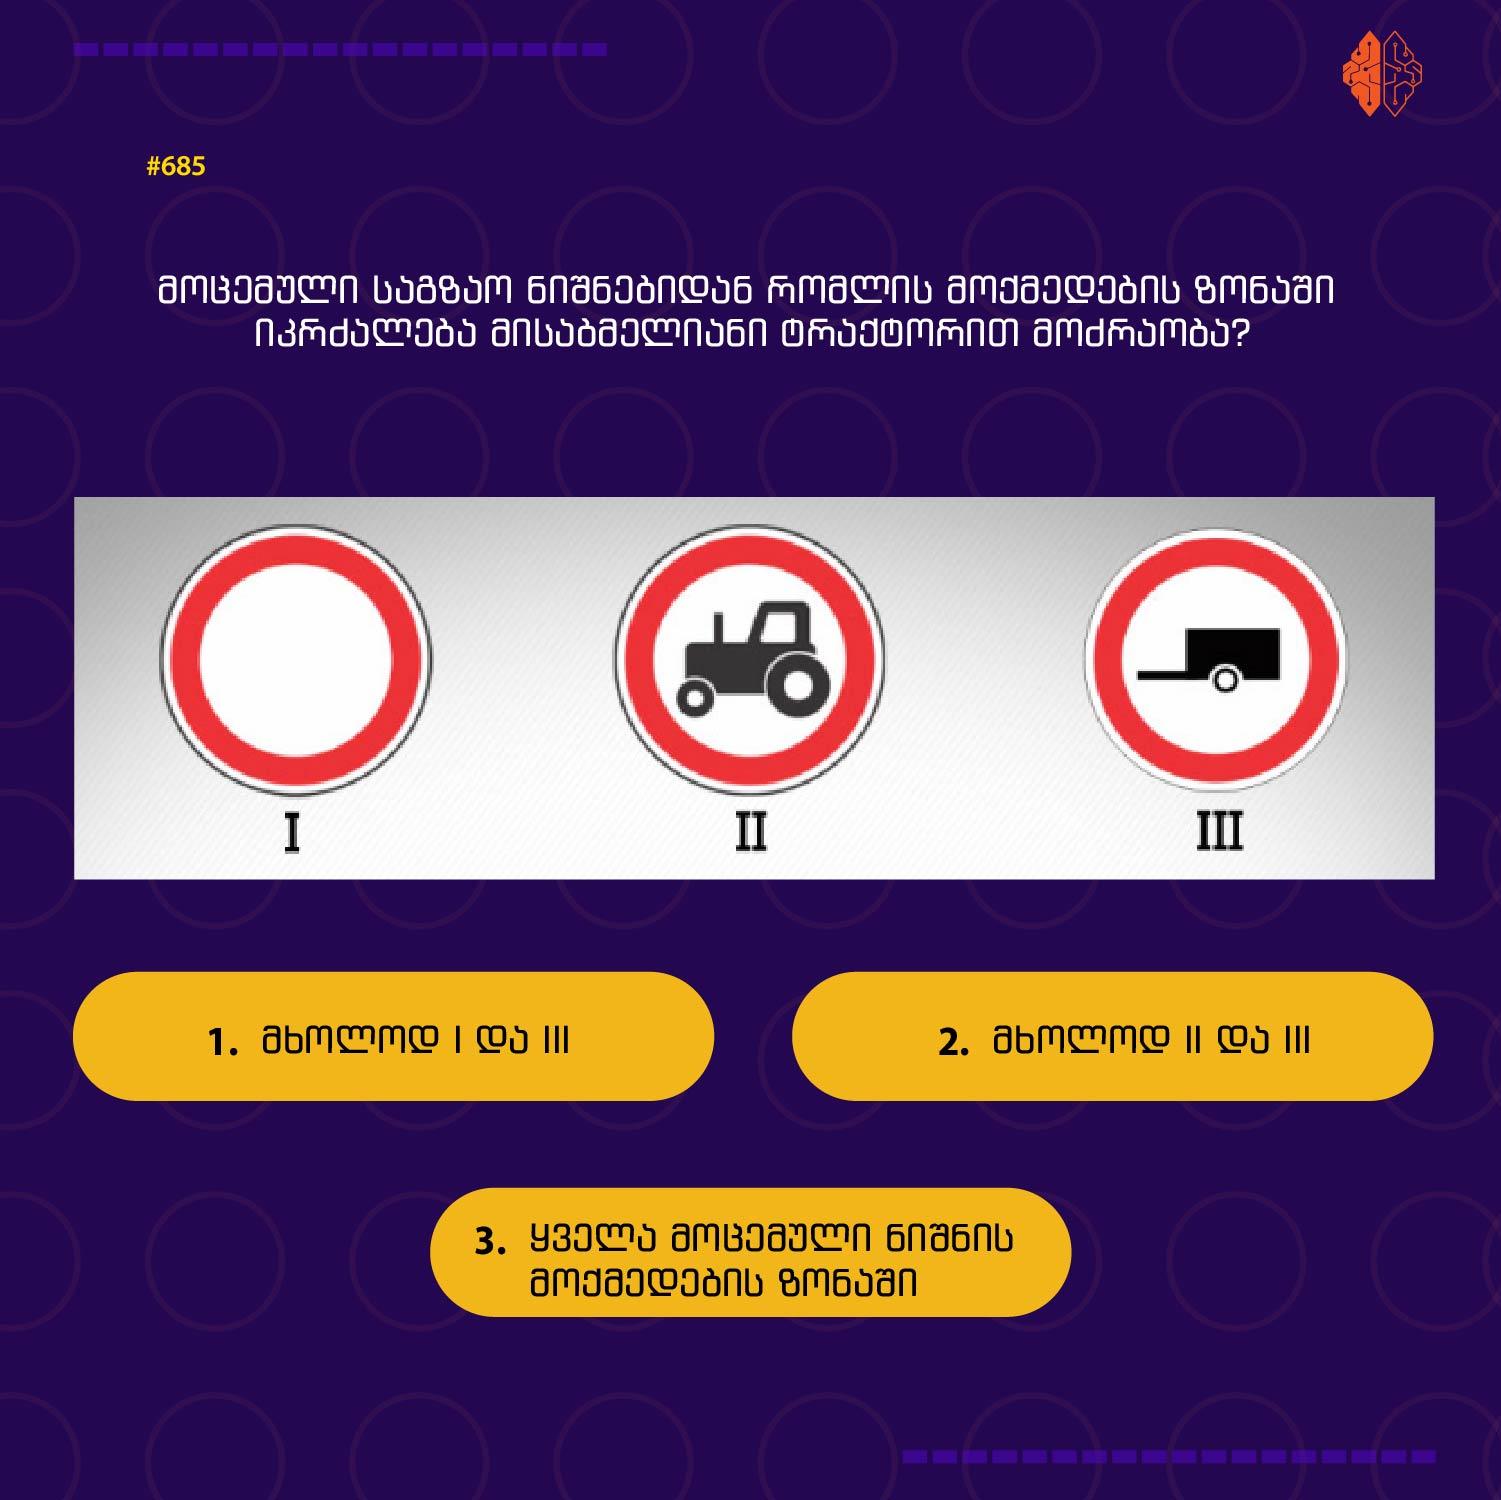 #685
მოცემული საგზაო ნიშნებიდან რომლის მოქმედების ზონაში
იკრძალება მისაბმელიანი ტრაქტორით მოძრაობა?
I
II
III
1. მხოლოდ I და III
2. მხოლოდ II და III
3. ყველა მოცემული ნიშნის
მოქმედების ზონაში